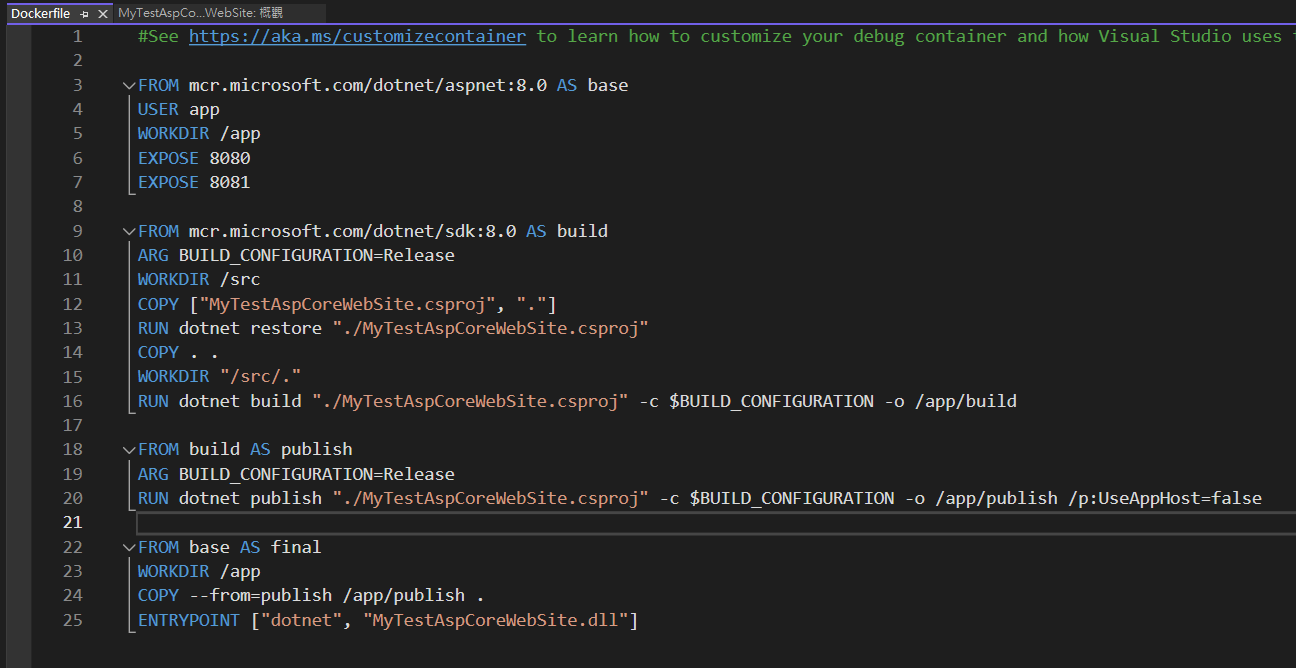 Dockerfile MyTestAspCo...WebSite: 概觀
1 #See https://aka.ms/customizecontainer to learn how to customize your debug container and how Visual Studio uses
2
3 FROM mcr.microsoft.com/dotnet/aspnet:8.0 AS base
4 USER app
5 WORKDIR /app
6 EXPOSE 8080
7 EXPOSE 8081
8
9 FROM mcr.microsoft.com/dotnet/sdk:8.0 AS build
10 ARG BUILD_CONFIGURATION=Release
11 WORKDIR /src
12 COPY ["MyTestAspCoreWebSite.csproj", "."]
13 RUN dotnet restore "./MyTestAspCoreWebSite.csproj"
14 COPY . .
15 WORKDIR "/src/."
16 RUN dotnet build "./MyTestAspCoreWebSite.csproj" -c $BUILD_CONFIGURATION -o /app/build
17
18 FROM build AS publish
19 ARG BUILD_CONFIGURATION=Release
20 RUN dotnet publish "./MyTestAspCoreWebSite.csproj" -c $BUILD_CONFIGURATION -o /app/publish /p:UseAppHost=false
21
22 FROM base AS final
23 WORKDIR /app
24 COPY --from=publish /app/publish .
25 ENTRYPOINT ["dotnet", "MyTestAspCoreWebSite.dll"]